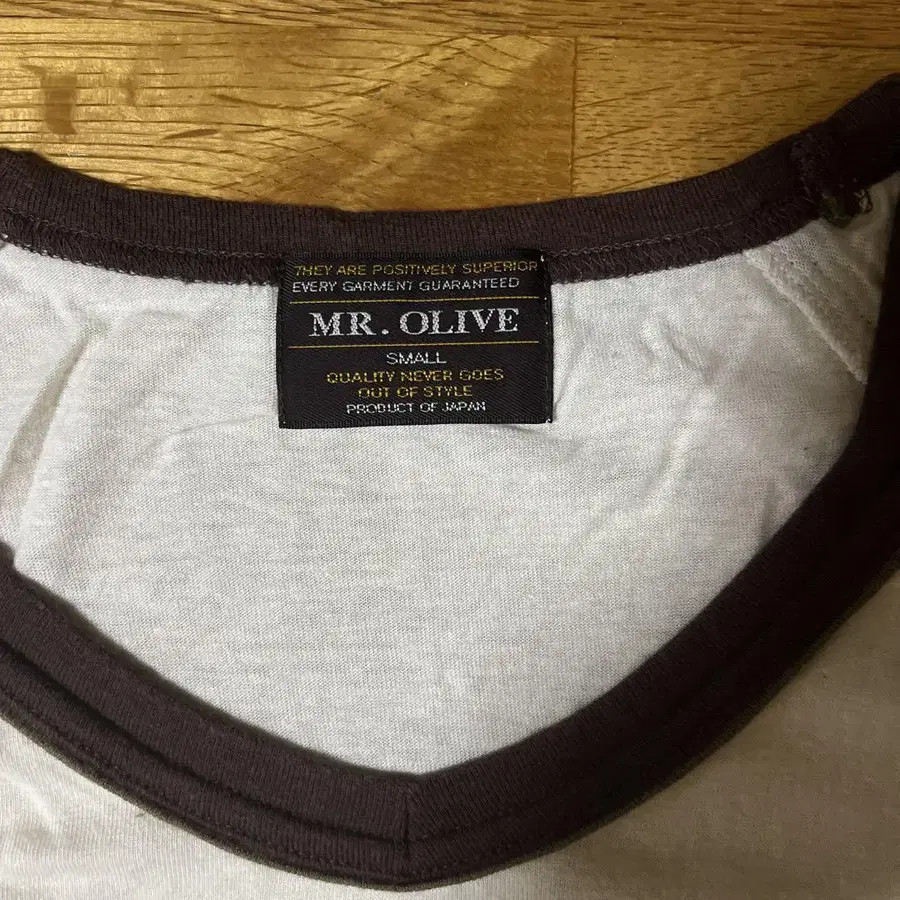 THEY ARE POSITIVELY SUPERIOR
EVERY GARMENT GUARANTEED
MR. OLIVE
SMALL
QUALITY NEVER GOES
OUT OF STYLE
PRODUCT OF JAPAN